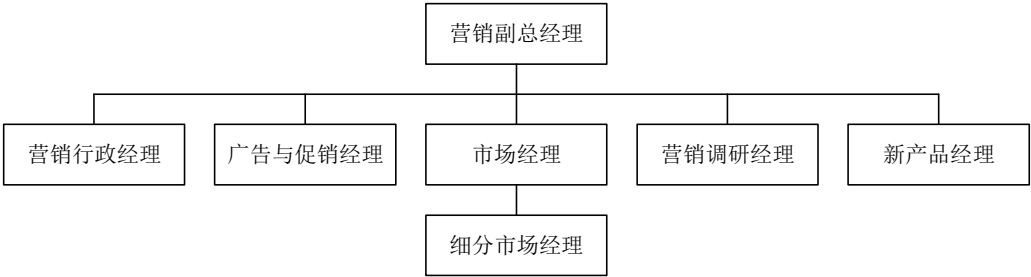 营销副总经理
营销行政经理
广告与促销经理
市场经理
营销调研经理
新产品经理
细分市场经理